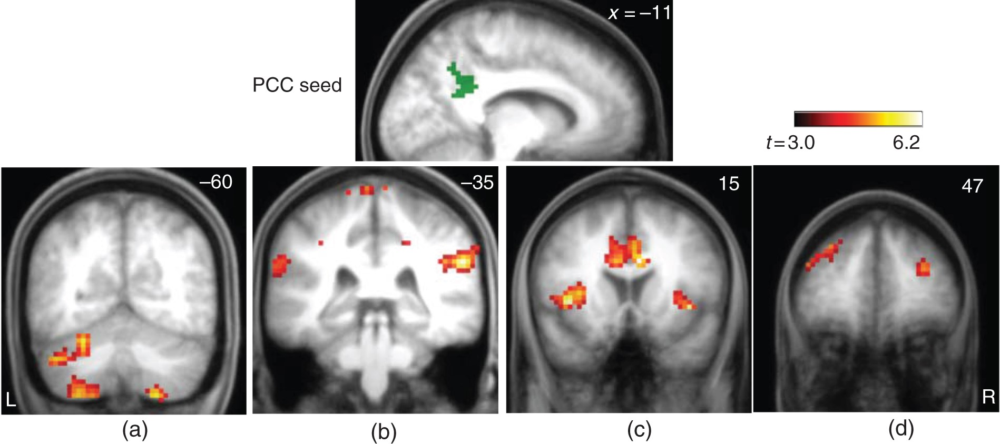 x = –11
PCC seed
t = 3.0 6.2
–60
–35
15
47
L
R
(a)
(b)
(c)
(d)